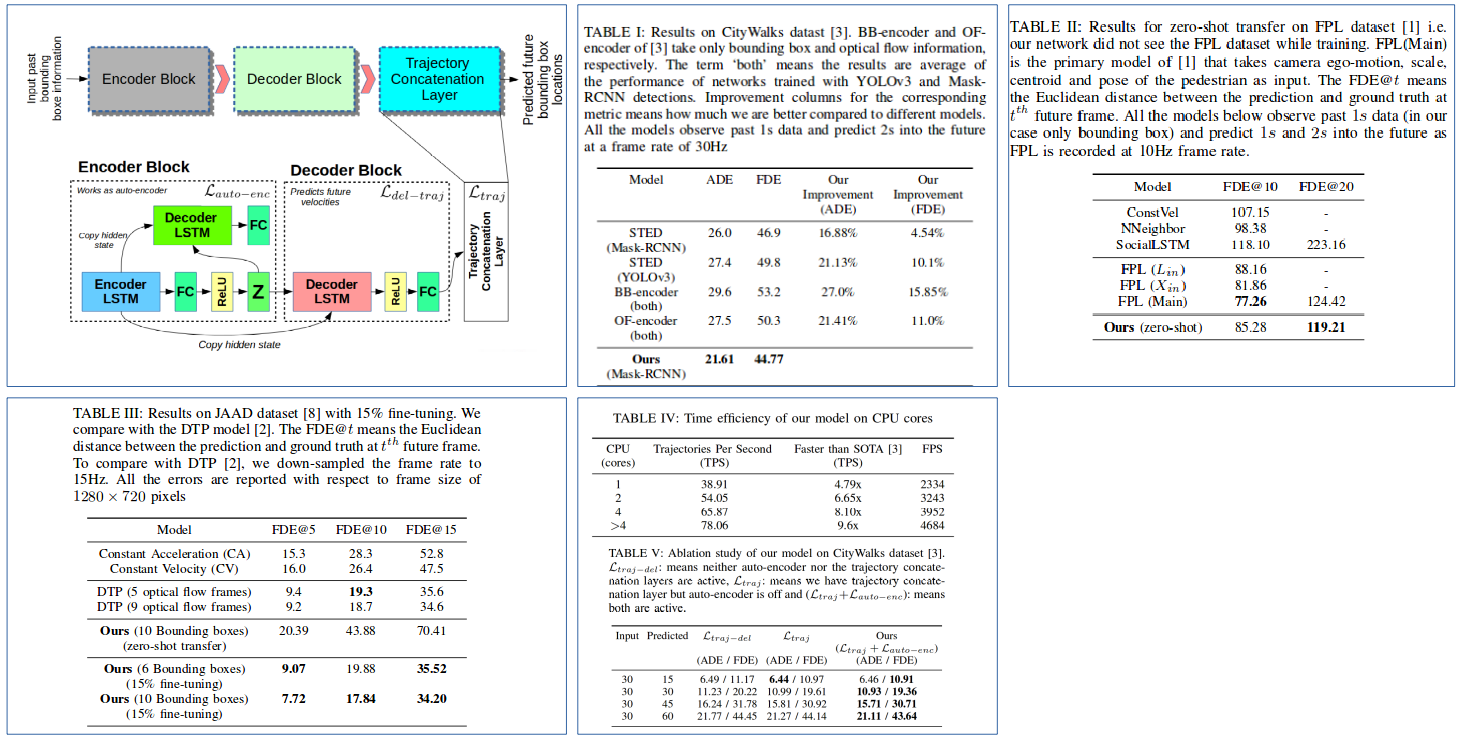 Input past
bounding
boxe information
Encoder Block
Decoder Block
Trajectory
Concatenation
Layer
Predicted future
bounding box
locations
Encoder Block
Works as auto-encoder
L_auto−enc
Decoder
LSTM
FC
Copy hidden
state
Encoder
LSTM
FC
ReLU
Z
Decoder Block
Predicts future
velocities
L_del−traj
Decoder
LSTM
ReLU
FC
L_traj
Trajectory
Concatenation
Layer
Copy hidden state
TABLE I: Results on CityWalks datast [3]. BB-encoder and OF-
encoder of [3] take only bounding box and optical flow information,
respectively. The term ‘both’ means the results are average of
the performance of networks trained with YOLOv3 and Mask-
RCNN detections. Improvement columns for the corresponding
metric means how much we are better compared to different models.
All the models observe past 1s data and predict 2s into the future
at a frame rate of 30Hz
Model ADE FDE Our Our
Improvement Improvement
(ADE) (FDE)
STED 26.0 46.9 16.88% 4.54%
(Mask-RCNN)
STED 27.4 49.8 21.13% 10.1%
(YOLOv3)
BB-encoder 29.6 53.2 27.0% 15.85%
(both)
OF-encoder 27.5 50.3 21.41% 11.0%
(both)
Ours 21.61 44.77
(Mask-RCNN)
TABLE II: Results for zero-shot transfer on FPL dataset [1] i.e.
our network did not see the FPL dataset while training. FPL(Main)
is the primary model of [1] that takes camera ego-motion, scale,
centroid and pose of the pedestrian as input. The FDE@t means
the Euclidean distance between the prediction and ground truth at
t^th future frame. All the models below observe past 1s data (in our
case only bounding box) and predict 1s and 2s into the future as
FPL is recorded at 10Hz frame rate.
Model FDE@10 FDE@20
ConstVel 107.15 -
NNeighbor 98.38 -
SocialLSTM 118.10 223.16
FPL (L_in) 88.16 -
FPL (X_in) 81.86 -
FPL (Main) 77.26 124.42
Ours (zero-shot) 85.28 119.21
TABLE III: Results on JAAD dataset [8] with 15% fine-tuning. We
compare with the DTP model [2]. The FDE@t means the Euclidean
distance between the prediction and ground truth at t^th future frame.
To compare with DTP [2], we down-sampled the frame rate to
15Hz. All the errors are reported with respect to frame size of
1280 × 720 pixels
Model FDE@5 FDE@10 FDE@15
Constant Acceleration (CA) 15.3 28.3 52.8
Constant Velocity (CV) 16.0 26.4 47.5
DTP (5 optical flow frames) 9.4 19.3 35.6
DTP (9 optical flow frames) 9.2 18.7 34.6
Ours (10 Bounding boxes) 20.39 43.88 70.41
(zero-shot transfer)
Ours (6 Bounding boxes) 9.07 19.88 35.52
(15% fine-tuning)
Ours (10 Bounding boxes) 7.72 17.84 34.20
(15% fine-tuning)
TABLE IV: Time efficiency of our model on CPU cores
CPU Trajectories Per Second Faster than SOTA [3] FPS
(cores) (TPS) (TPS)
1 38.91 4.79x 2334
2 54.05 6.65x 3243
4 65.87 8.10x 3952
>4 78.06 9.6x 4684
TABLE V: Ablation study of our model on CityWalks dataset [3].
L_traj−del: means neither auto-encoder nor the trajectory concate-
nation layers are active, L_traj: means we have trajectory concate-
nation layer but auto-encoder is off and (L_traj+L_auto−enc): means
both are active.
Input Predicted L_traj−del L_traj Ours
(L_traj + L_auto−enc)
(ADE / FDE) (ADE / FDE) (ADE / FDE)
30 15 6.49 / 11.17 6.44 / 10.97 6.46 / 10.91
30 30 11.23 / 20.22 10.99 / 19.61 10.93 / 19.36
30 45 16.24 / 31.78 15.81 / 30.92 15.71 / 30.71
30 60 21.77 / 44.45 21.27 / 44.14 21.11 / 43.64